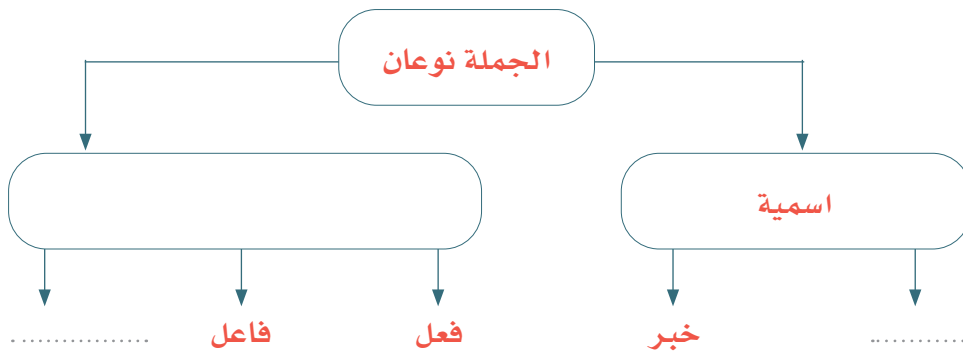 الجملة نوعان
اسمية
............ خبر فعل فاعل ................